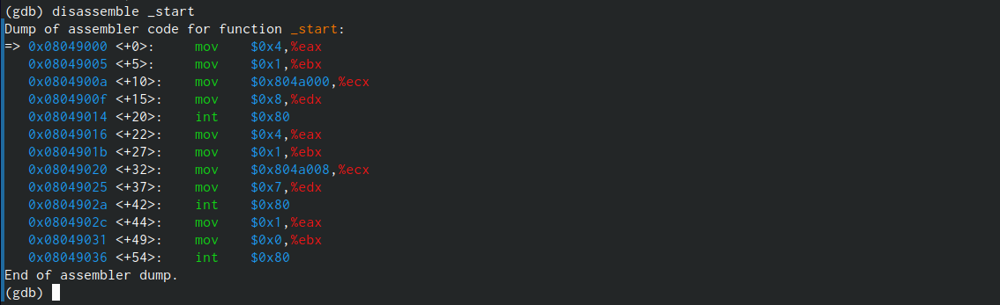 (gdb) disassemble _start
Dump of assembler code for function _start:
=> 0x08049000 <+0>:     mov    $0x4,%eax
   0x08049005 <+5>:     mov    $0x1,%ebx
   0x0804900a <+10>:    mov    $0x804a000,%ecx
   0x0804900f <+15>:    mov    $0x8,%edx
   0x08049014 <+20>:    int    $0x80
   0x08049016 <+22>:    mov    $0x4,%eax
   0x0804901b <+27>:    mov    $0x1,%ebx
   0x08049020 <+32>:    mov    $0x804a008,%ecx
   0x08049025 <+37>:    mov    $0x7,%edx
   0x0804902a <+42>:    int    $0x80
   0x0804902c <+44>:    mov    $0x1,%eax
   0x08049031 <+49>:    mov    $0x0,%ebx
   0x08049036 <+54>:    int    $0x80
End of assembler dump.
(gdb)